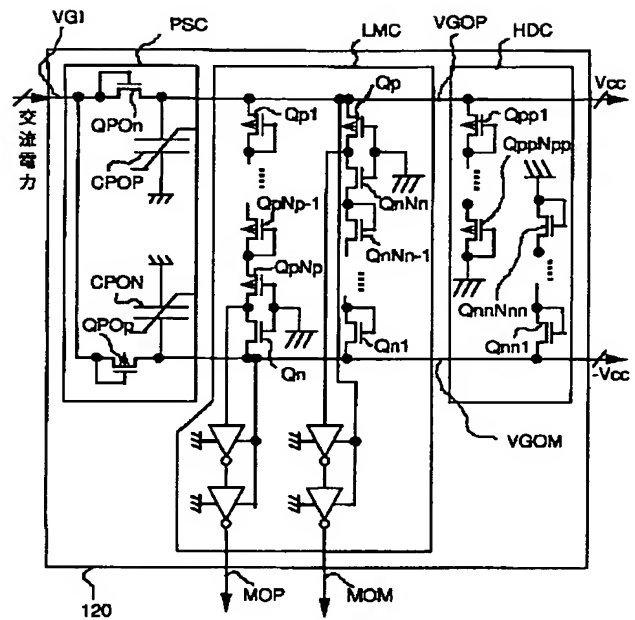 VGI
PSC
LMC
VGOP
HDC
Vcc
交流電力
QPOn
CPOP
Qp1
Qp
Qpp1
QppNpp
QnNn
QnNn-1
QpNp-1
QpNp
CPON
QPOp
Qn
Qn1
QnnNnn
Qnn1
-Vcc
VGOM
120
MOP
MOM